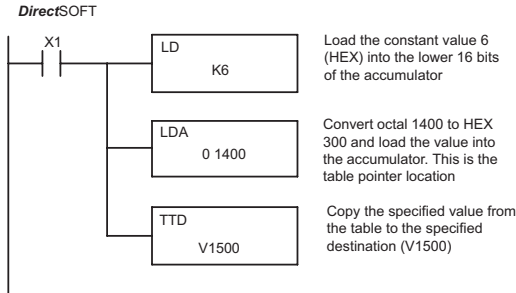 DirectSOFT
X1
LD
K6
Load the constant value 6
(HEX) into the lower 16 bits
of the accumulator
LDA
0 1400
Convert octal 1400 to HEX
300 and load the value into
the accumulator. This is the
table pointer location
TTD
V1500
Copy the specified value from
the table to the specified
destination (V1500)